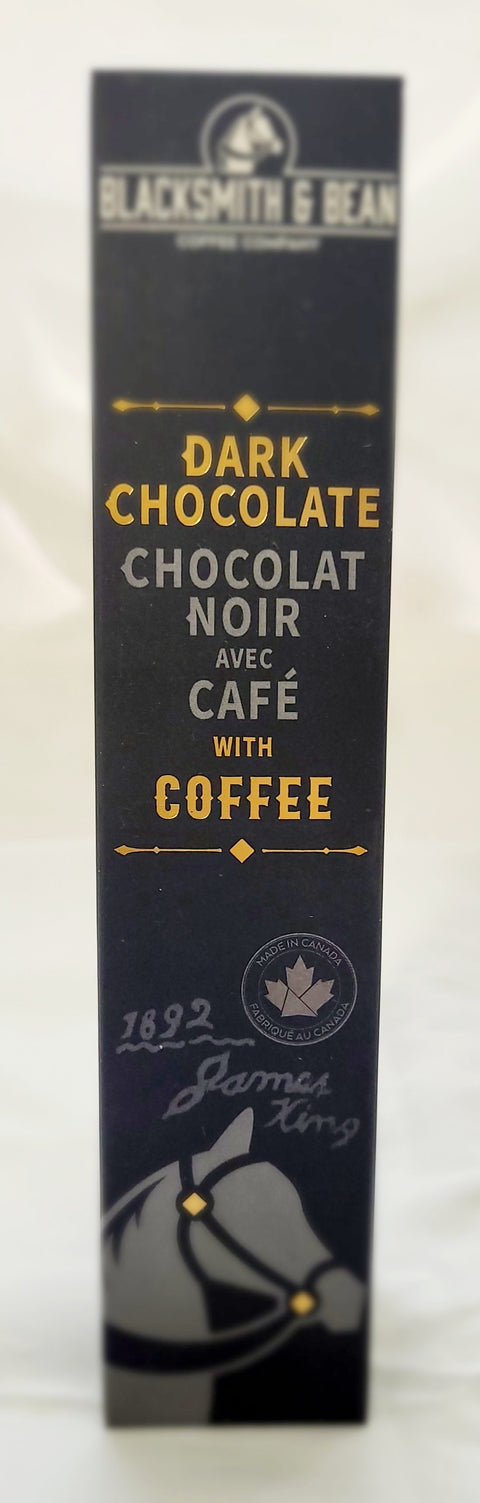 BLACKSMITH & BEAN
COFFEE COMPANY
DARK
CHOCOLATE
CHOCOLAT
NOIR
AVEC
CAFÉ
WITH
COFFEE
MADE IN CANADA
FABRIQUÉ AU CANADA
1892
James
King